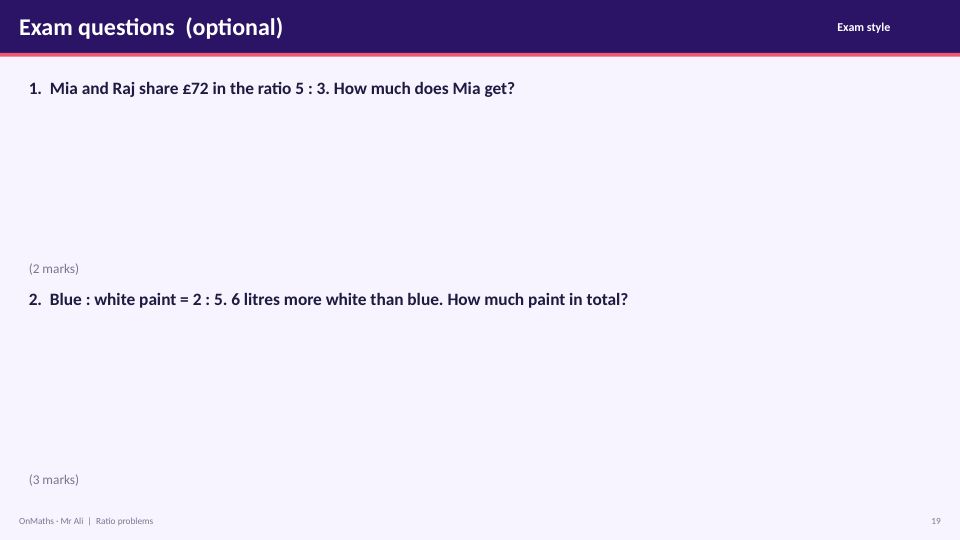 Exam questions (optional)
Exam style
1. Mia and Raj share £72 in the ratio 5 : 3. How much does Mia get?
(2 marks)
2. Blue : white paint = 2 : 5. 6 litres more white than blue. How much paint in total?
(3 marks)
OnMaths - Mr Ali | Ratio problems
19